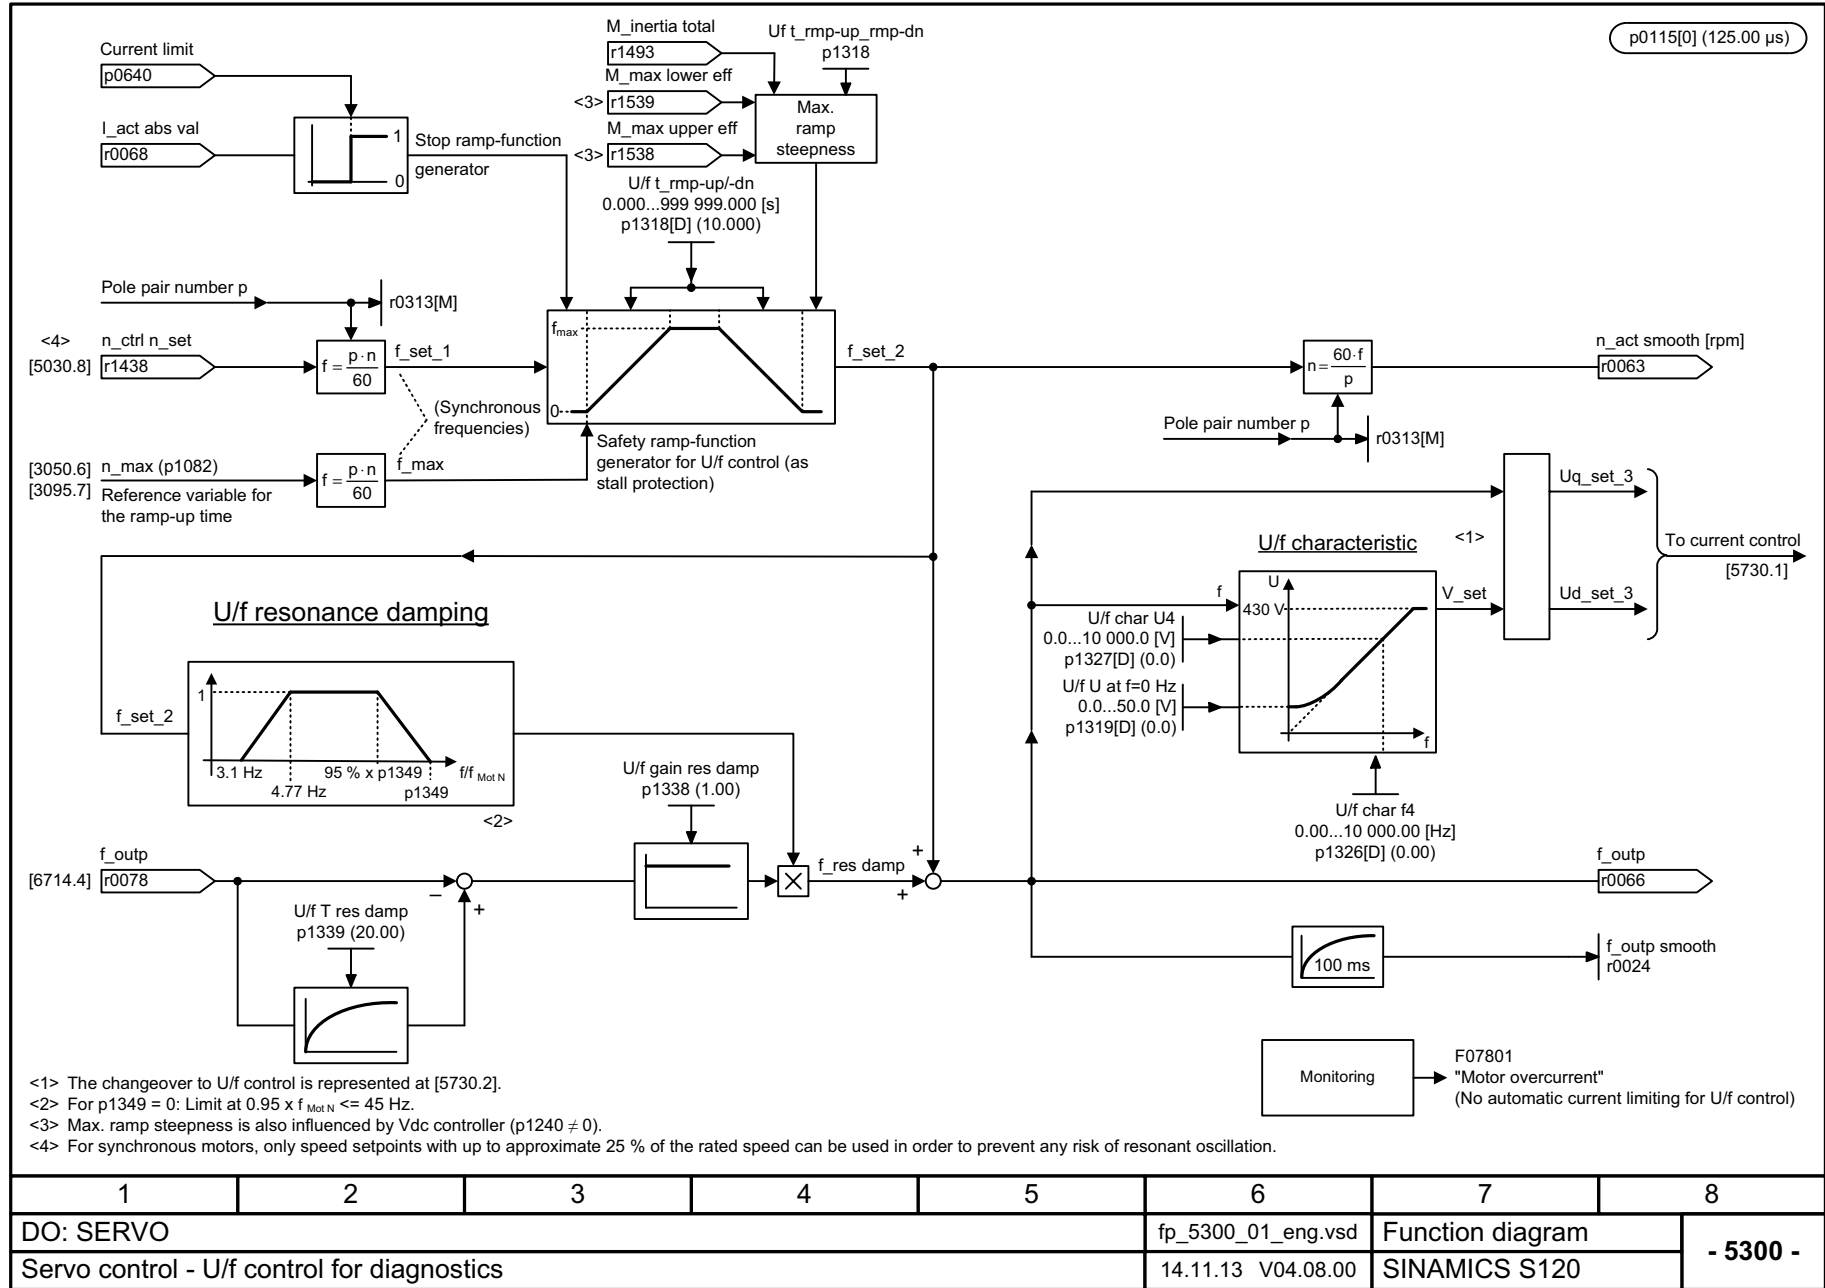 p0115[0] (125.00 µs)
Current limit
p0640
I_act abs val
r0068
1
0
Stop ramp-function
generator
M_inertia total
r1493
M_max lower eff
<3> r1539
M_max upper eff
<3> r1538
Uf t_rmp-up_rmp-dn
p1318
Max.
ramp
steepness
U/f t_rmp-up/-dn
0.000...999 999.000 [s]
p1318[D] (10.000)
Pole pair number p
r0313[M]
<4>
[5030.8]
n_ctrl n_set
r1438
f = p·n
60
f_set_1
(Synchronous
frequencies)
fmax
0
f_set_2
[3050.6]
[3095.7]
n_max (p1082)
Reference variable for
the ramp-up time
f = p·n
60
f_max
Safety ramp-function
generator for U/f control (as
stall protection)
n = 60·f
p
n_act smooth [rpm]
r0063
Pole pair number p
r0313[M]
Uq_set_3
<1>
To current control
[5730.1]
Ud_set_3
U/f characteristic
U
f
430 V
V_set
f
U/f char U4
0.0...10 000.0 [V]
p1327[D] (0.0)
U/f U at f=0 Hz
0.0...50.0 [V]
p1319[D] (0.0)
U/f char f4
0.00...10 000.00 [Hz]
p1326[D] (0.00)
U/f resonance damping
f_set_2
1
3.1 Hz
4.77 Hz
95 % x p1349
p1349
f/f Mot N
<2>
U/f gain res damp
p1338 (1.00)
[6714.4]
f_outp
r0078
−
+
U/f T res damp
p1339 (20.00)
X
f_res damp
+
+
f_outp
r0066
100 ms
f_outp smooth
r0024
Monitoring
F07801
"Motor overcurrent"
(No automatic current limiting for U/f control)
<1> The changeover to U/f control is represented at [5730.2].
<2> For p1349 = 0: Limit at 0.95 x f Mot N <= 45 Hz.
<3> Max. ramp steepness is also influenced by Vdc controller (p1240 ≠ 0).
<4> For synchronous motors, only speed setpoints with up to approximate 25 % of the rated speed can be used in order to prevent any risk of resonant oscillation.
1 2 3 4 5 6 7 8
DO: SERVO
fp_5300_01_eng.vsd
Function diagram
- 5300 -
Servo control - U/f control for diagnostics
14.11.13 V04.08.00
SINAMICS S120